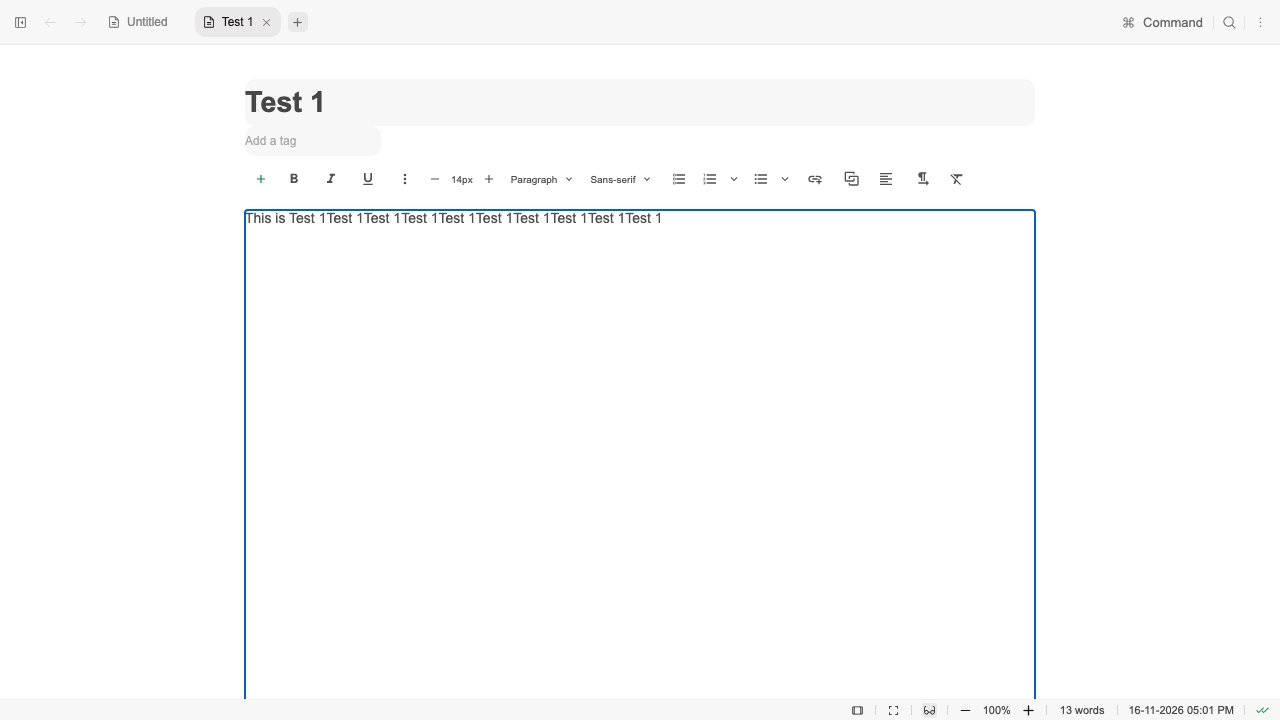 Untitled
Test 1
Command
Test 1
Add a tag
B I U 14px Paragraph Sans-serif
This is Test 1Test 1Test 1Test 1Test 1Test 1Test 1Test 1Test 1Test 1
100% 13 words 16-11-2026 05:01 PM